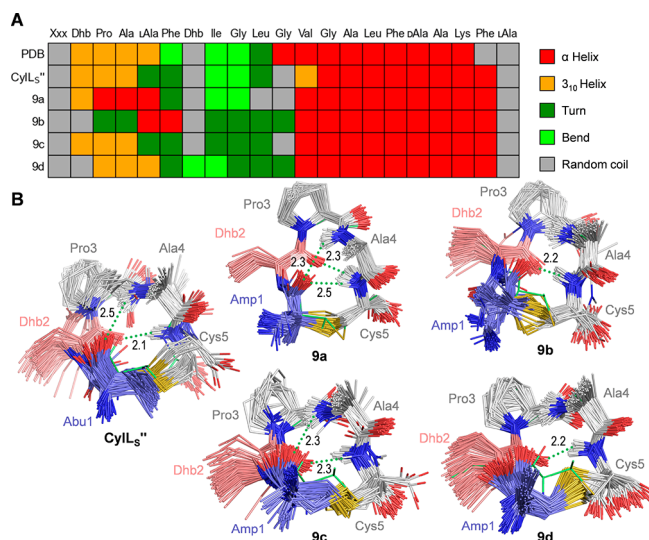 A
Xxx Dhb Pro Ala LAla Phe Dhb Ile Gly Leu Gly Val Gly Ala Leu Phe DAla Ala Lys Phe LAla
PDB
CylLS"
9a
9b
9c
9d
α Helix
310 Helix
Turn
Bend
Random coil
B
Pro3
Dhb2
Ala4
2.5
2.1
Cys5
Abu1
CylLS"
Pro3
Dhb2
Ala4
2.3
2.3
2.5
Amp1
Cys5
9a
Pro3
Dhb2
Ala4
2.2
Amp1
Cys5
9b
Pro3
Ala4
2.3
Dhb2
2.3
Cys5
Amp1
9c
Pro3
Ala4
Dhb2
2.2
Cys5
Amp1
9d